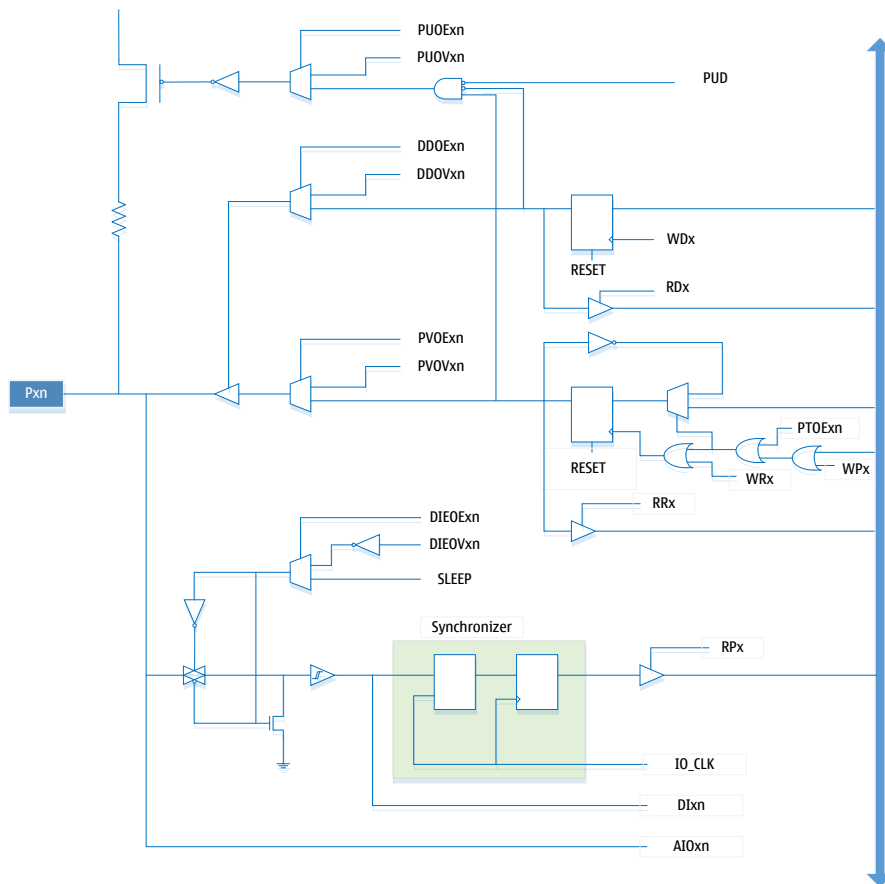 PUOExn
PUOVxn
PUD
DDOExn
DDOVxn
WDx
RESET
RDx
PVOExn
PVOVxn
Pxn
PTOExn
RESET
WRx
WPx
RRx
DIEOExn
DIEOVxn
SLEEP
Synchronizer
RPx
IO_CLK
DIxn
AIOxn